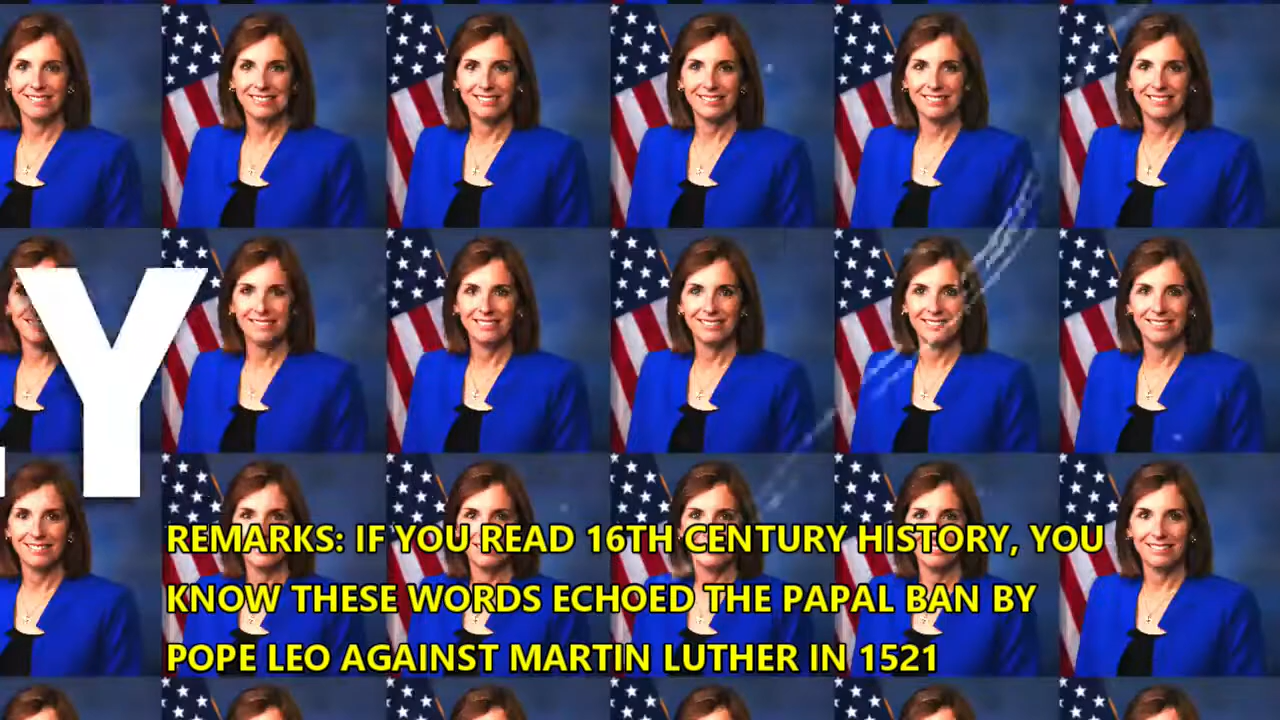 Y
REMARKS: IF YOU READ 16TH CENTURY HISTORY, YOU
KNOW THESE WORDS ECHOED THE PAPAL BAN BY
POPE LEO AGAINST MARTIN LUTHER IN 1521